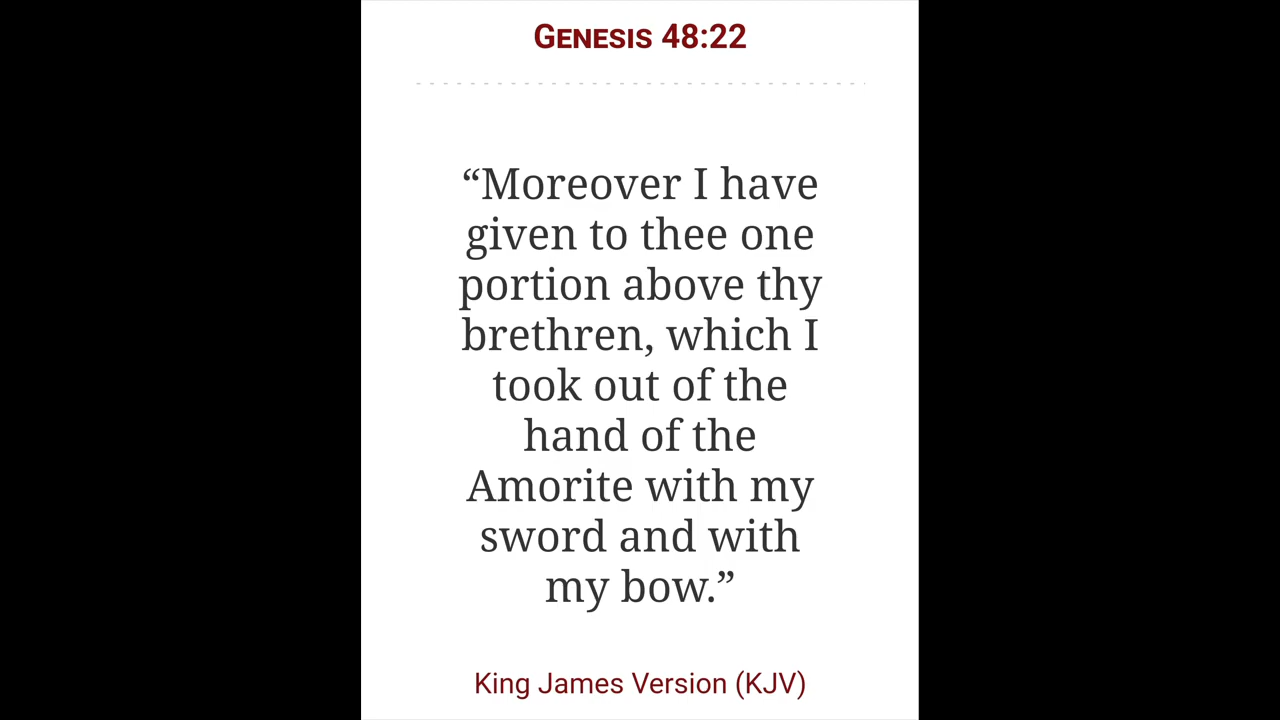 GENESIS 48:22
“Moreover I have
given to thee one
portion above thy
brethren, which I
took out of the
hand of the
Amorite with my
sword and with
my bow.”
King James Version (KJV)